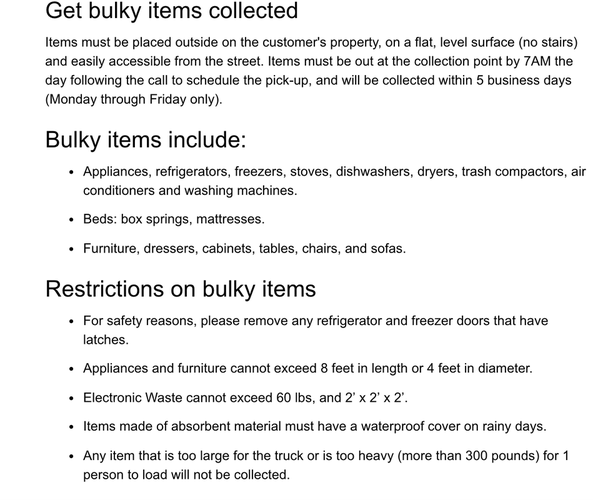 Get bulky items collected
Items must be placed outside on the customer's property, on a flat, level surface (no stairs)
and easily accessible from the street. Items must be out at the collection point by 7AM the
day following the call to schedule the pick-up, and will be collected within 5 business days
(Monday through Friday only).
Bulky items include:
• Appliances, refrigerators, freezers, stoves, dishwashers, dryers, trash compactors, air
conditioners and washing machines.
• Beds: box springs, mattresses.
• Furniture, dressers, cabinets, tables, chairs, and sofas.
Restrictions on bulky items
• For safety reasons, please remove any refrigerator and freezer doors that have
latches.
• Appliances and furniture cannot exceed 8 feet in length or 4 feet in diameter.
• Electronic Waste cannot exceed 60 lbs, and 2’ x 2’ x 2’.
• Items made of absorbent material must have a waterproof cover on rainy days.
• Any item that is too large for the truck or is too heavy (more than 300 pounds) for 1
person to load will not be collected.